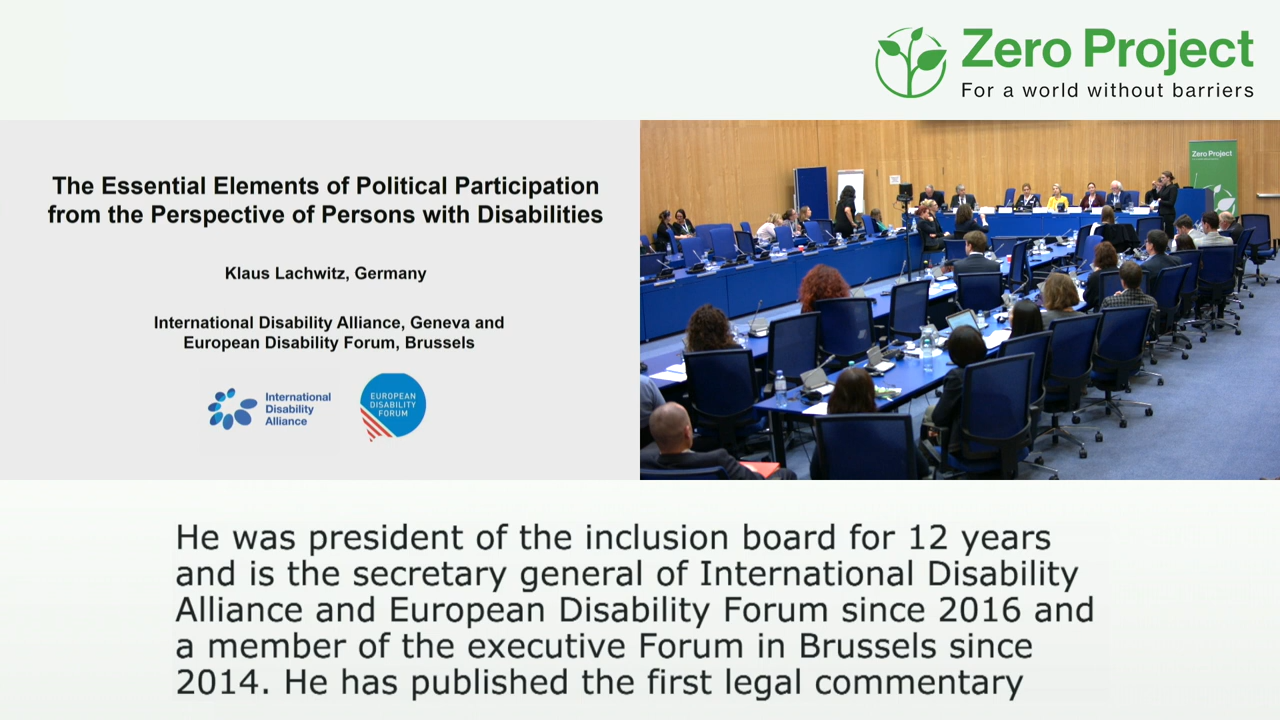 Zero Project
For a world without barriers
The Essential Elements of Political Participation
from the Perspective of Persons with Disabilities
Klaus Lachwitz, Germany
International Disability Alliance, Geneva and
European Disability Forum, Brussels
International
Disability
Alliance
EUROPEAN
DISABILITY
FORUM
Zero Project
He was president of the inclusion board for 12 years
and is the secretary general of International Disability
Alliance and European Disability Forum since 2016 and
a member of the executive Forum in Brussels since
2014. He has published the first legal commentary